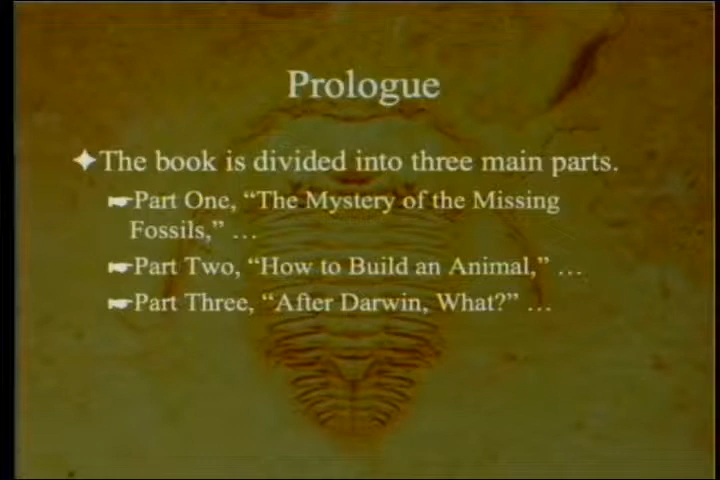 Prologue
The book is divided into three main parts.
Part One, “The Mystery of the Missing
Fossils,” …
Part Two, “How to Build an Animal,” …
Part Three, “After Darwin, What?” …